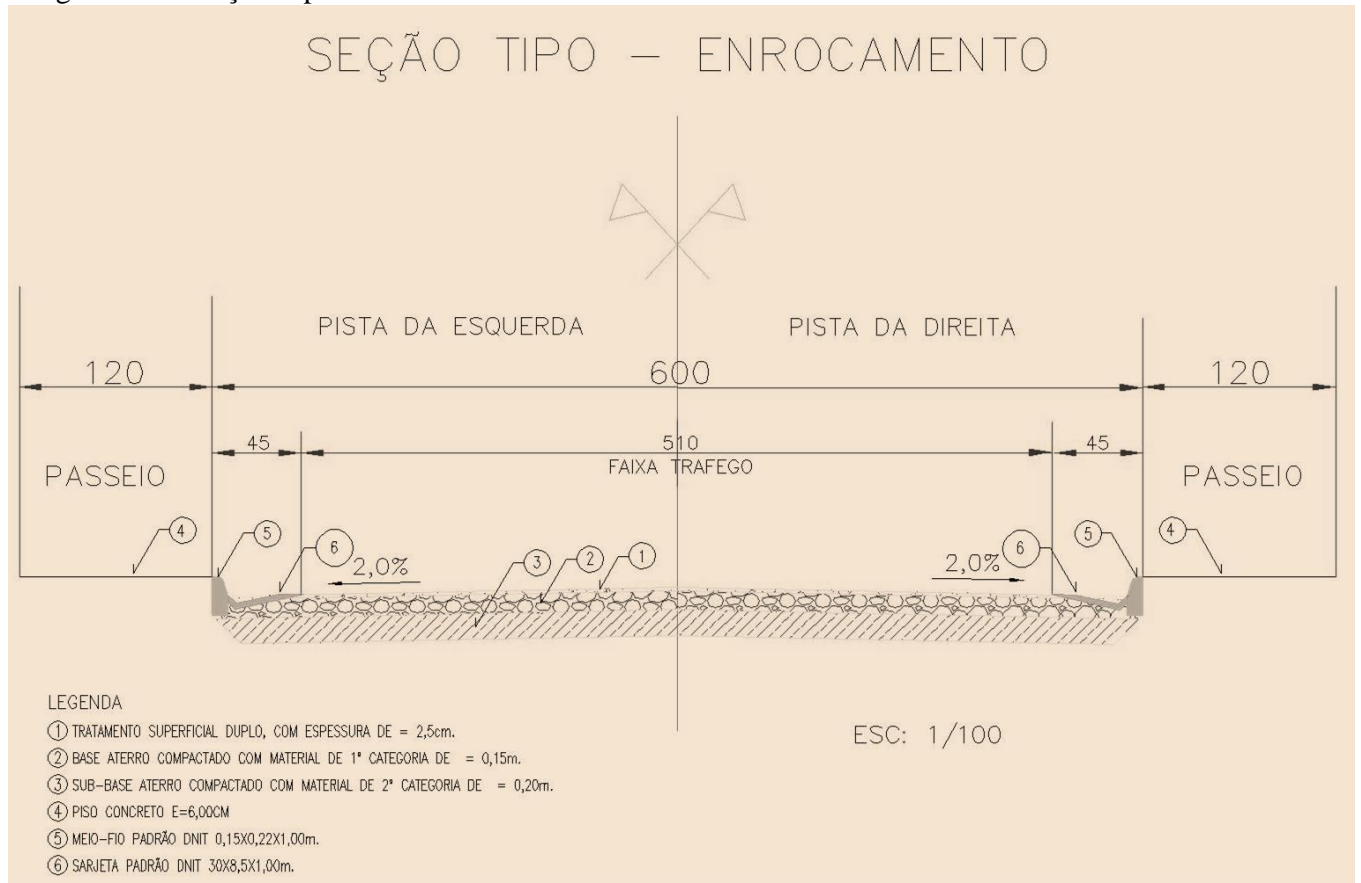 SEÇÃO TIPO – ENROCAMENTO
PISTA DA ESQUERDA
PISTA DA DIREITA
120
600
120
45
510
45
FAIXA TRAFEGO
PASSEIO
PASSEIO
4
5
6
2,0%
3
2
1
2,0%
6
5
4
LEGENDA
1 TRATAMENTO SUPERFICIAL DUPLO, COM ESPESSURA DE = 2,5cm.
2 BASE ATERRO COMPACTADO COM MATERIAL DE 1ª CATEGORIA DE = 0,15m.
3 SUB-BASE ATERRO COMPACTADO COM MATERIAL DE 2ª CATEGORIA DE = 0,20m.
4 PISO CONCRETO E=6,00CM
5 MEIO-FIO PADRÃO DNIT 0,15X0,22X1,00m.
6 SARJETA PADRÃO DNIT 30X8,5X1,00m.
ESC: 1/100